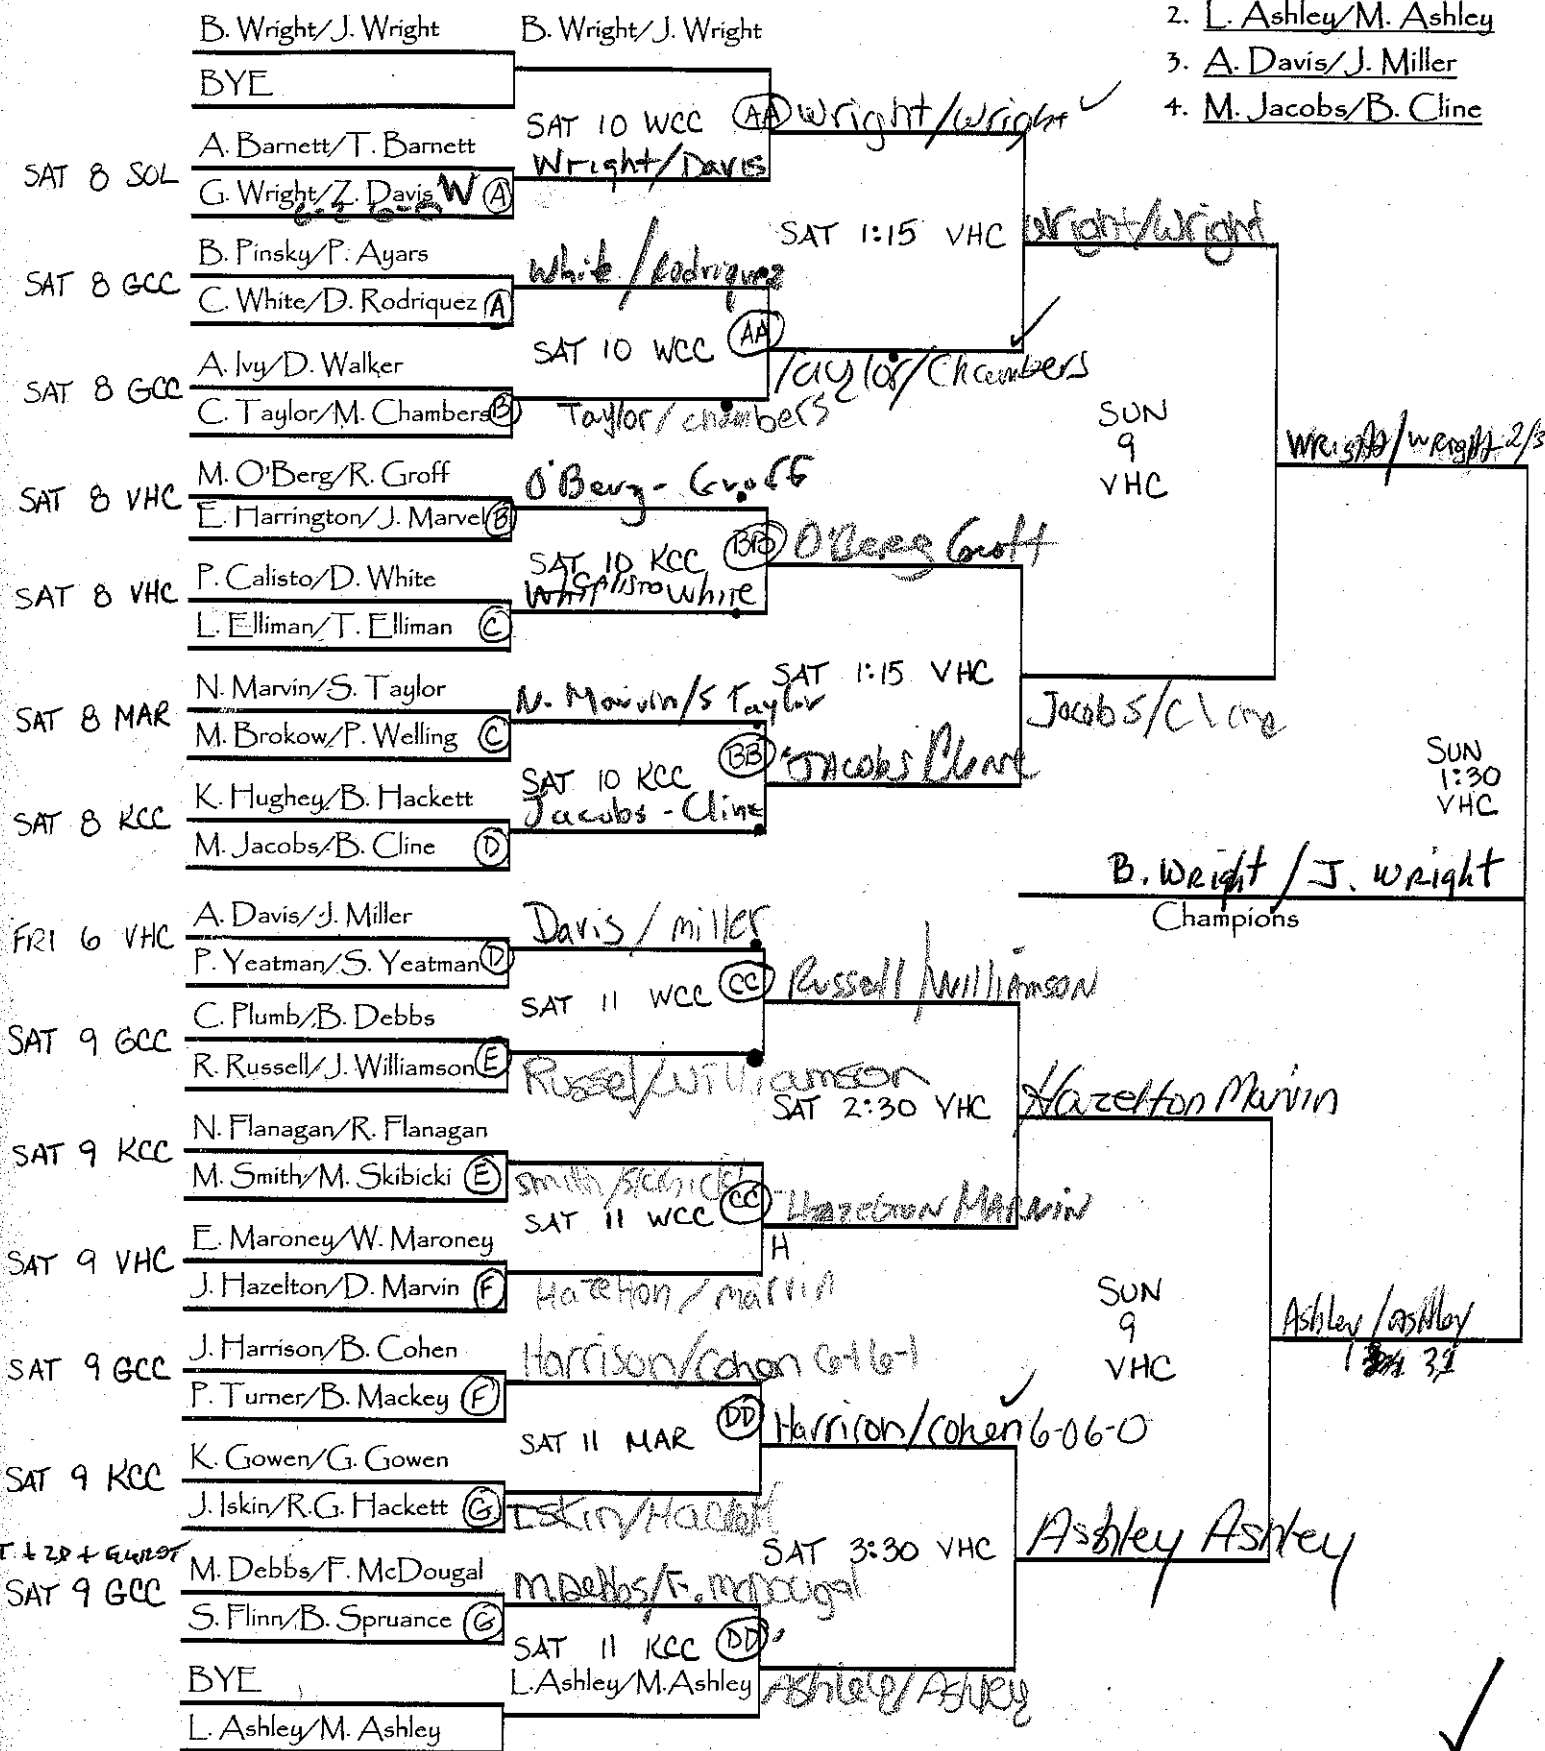 B. Wright/J. Wright
B. Wright/J. Wright
2. L. Ashley/M. Ashley
BYE
3. A. Davis/J. Miller
4. M. Jacobs/B. Cline
SAT 10 WCC (AA) Wright/Wright ✓
A. Barnett/T. Barnett
SAT 8 SOL
Wright/Davis
G. Wright/Z. Davis W (A)
SAT 1:15 VHC
Wright/Wright
B. Pinsky/P. Ayars
White/Rodriquez
SAT 8 GCC
C. White/D. Rodriquez (A)
SAT 10 WCC (AA)
A. Ivy/D. Walker
Taylor/Chambers
SAT 8 GCC
C. Taylor/M. Chambers (B)
Taylor/chambers
SUN
9
VHC
Wright/Wright 2/3
M. O'Berg/R. Groff
O'Berg-Groff
SAT 8 VHC
E. Harrington/J. Marvel (B)
SAT 10 KCC (BB) O'Berg Groff
P. Calisto/D. White
SAT 8 VHC
Calisto White
L. Elliman/T. Elliman (C)
SAT 1:15 VHC
N. Marvin/S. Taylor
N. Marvin/S Taylor
Jacobs/Cline
SAT 8 MAR
M. Brokow/P. Welling (C)
(BB) Jacobs Cline
SUN
1:30
VHC
SAT 10 KCC
K. Hughey/B. Hackett
Jacobs-Cline
SAT 8 KCC
M. Jacobs/B. Cline (D)
B. Wright / J. Wright
Champions
A. Davis/J. Miller
Davis/miller
FRI 6 VHC
P. Yeatman/S. Yeatman (D)
SAT 11 WCC (CC) Russell/Williamson
C. Plumb/B. Debbs
SAT 9 GCC
R. Russell/J. Williamson (E)
Russel/Williamson
SAT 2:30 VHC
Hazelton Marvin
N. Flanagan/R. Flanagan
SAT 9 KCC
M. Smith/M. Skibicki (E)
smith/skibicki
SAT 11 WCC (CC) Hazelton MARVIN
H
E. Maroney/W. Maroney
SAT 9 VHC
J. Hazelton/D. Marvin (F)
Hazelton/marvin
SUN
9
VHC
Ashley/Ashley
J. Harrison/B. Cohen
Harrison/Cohen 6-1 6-1
SAT 9 GCC
P. Turner/B. Mackey (F)
SAT 11 MAR (DD) Harrison/Cohen 6-0 6-0
K. Gowen/G. Gowen
SAT 9 KCC
J. Iskin/R.G. Hackett (G)
Iskin/Hackett
SAT 3:30 VHC
Ashley Ashley
M. Debbs/F. McDougal
M. Debbs/F. McDougal
SAT 9 GCC
S. Flinn/B. Spruance (G)
SAT 11 KCC (DD)
BYE
L. Ashley/M. Ashley
Ashley/Ashley
L. Ashley/M. Ashley